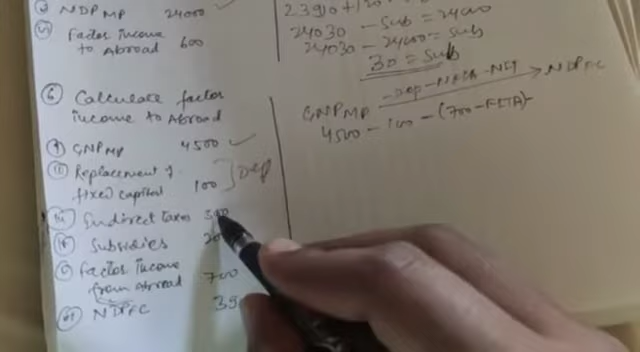 NDPMP 24000
Factor income
to Abroad 600
6 Calculate factor
income to Abroad
GNPMP 4500
Replacement of
fixed capital 100 Dep
Indirect taxes
Subsidies
Factor income
from abroad 700
NDPFC
24030 - Sub = 24000
24030 - 24000 = Sub
30 = Sub
GNPMP - Dep - NFIA - NIT NDPFC
4500 - 100 - (700 - FITA) -